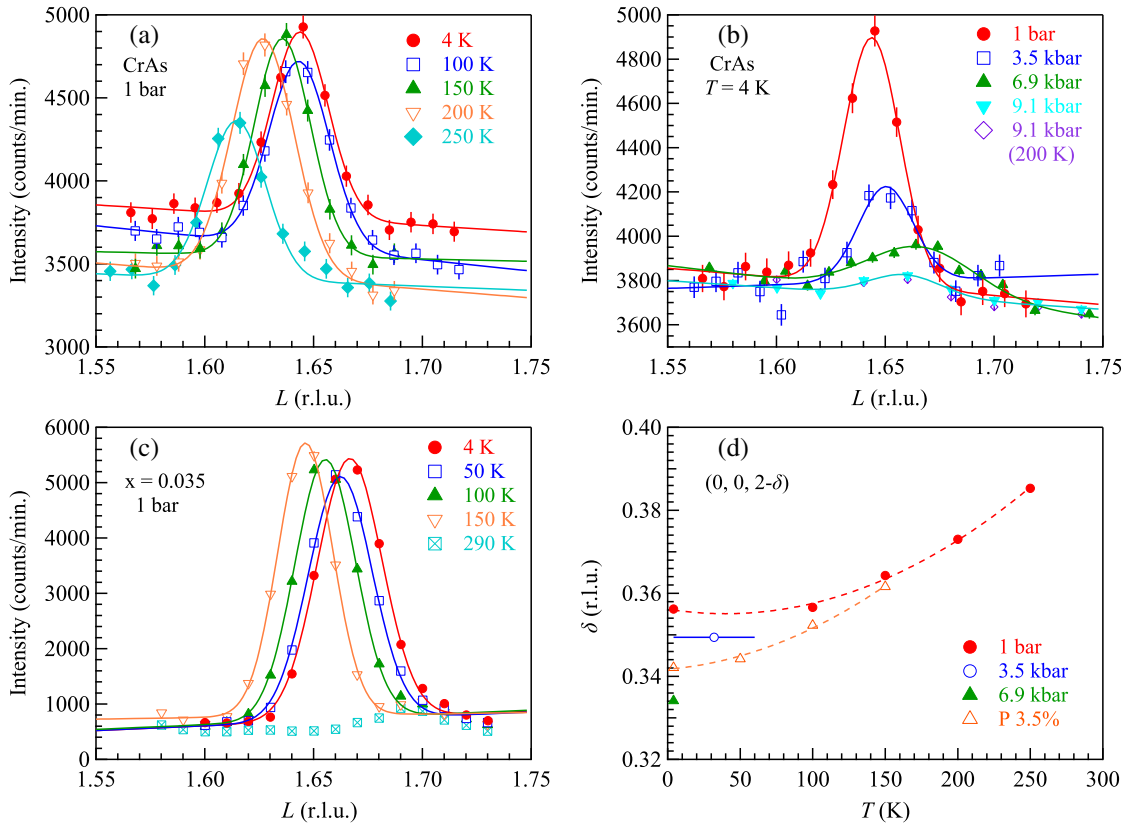 (a)
CrAs
1 bar
4 K
100 K
150 K
200 K
250 K
5000
4500
4000
3500
3000
Intensity (counts/min.)
1.55
1.60
1.65
1.70
1.75
L (r.l.u.)
(b)
CrAs
T = 4 K
1 bar
3.5 kbar
6.9 kbar
9.1 kbar
9.1 kbar
(200 K)
5000
4800
4600
4400
4200
4000
3800
3600
Intensity (counts/min.)
1.55
1.60
1.65
1.70
1.75
L (r.l.u.)
(c)
x = 0.035
1 bar
4 K
50 K
100 K
150 K
290 K
6000
5000
4000
3000
2000
1000
0
Intensity (counts/min.)
1.55
1.60
1.65
1.70
1.75
L (r.l.u.)
(d)
(0, 0, 2-δ)
1 bar
3.5 kbar
6.9 kbar
P 3.5%
0.40
0.38
0.36
0.34
0.32
δ (r.l.u.)
0
50
100
150
200
250
300
T (K)